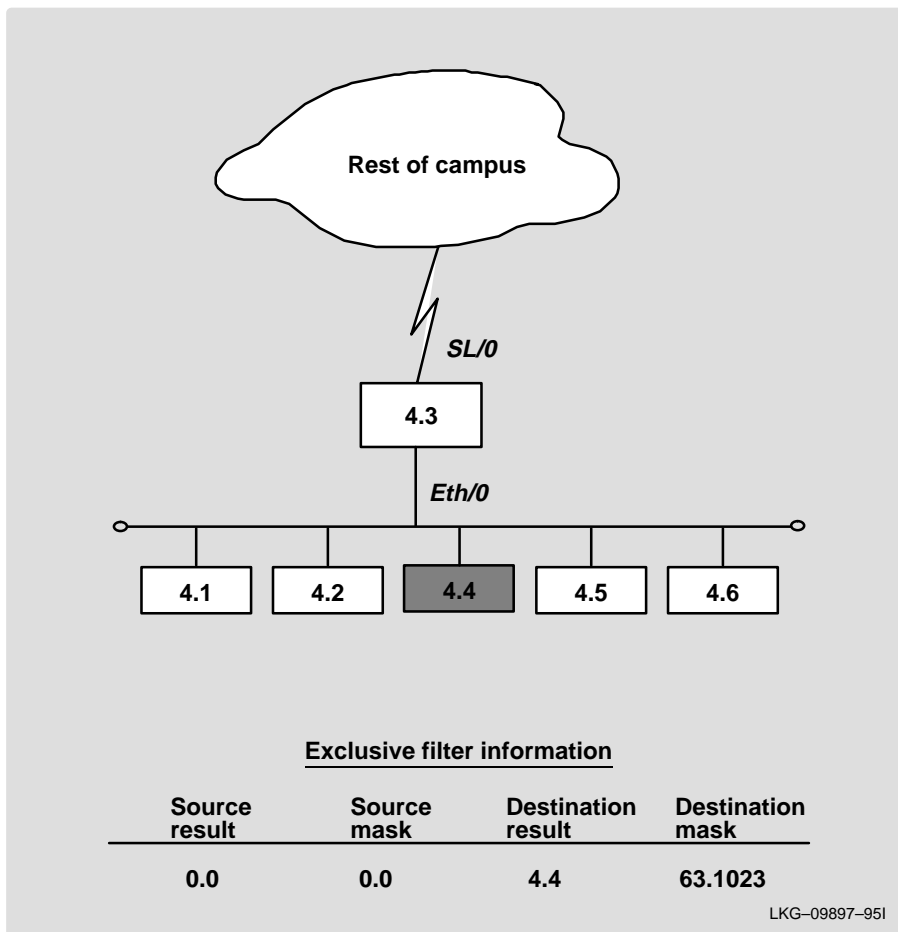 Rest of campus
SL/0
4.3
Eth/0
4.1 4.2 4.4 4.5 4.6
Exclusive filter information
Source result Source mask Destination result Destination mask
0.0 0.0 4.4 63.1023
LKG–09897–95I